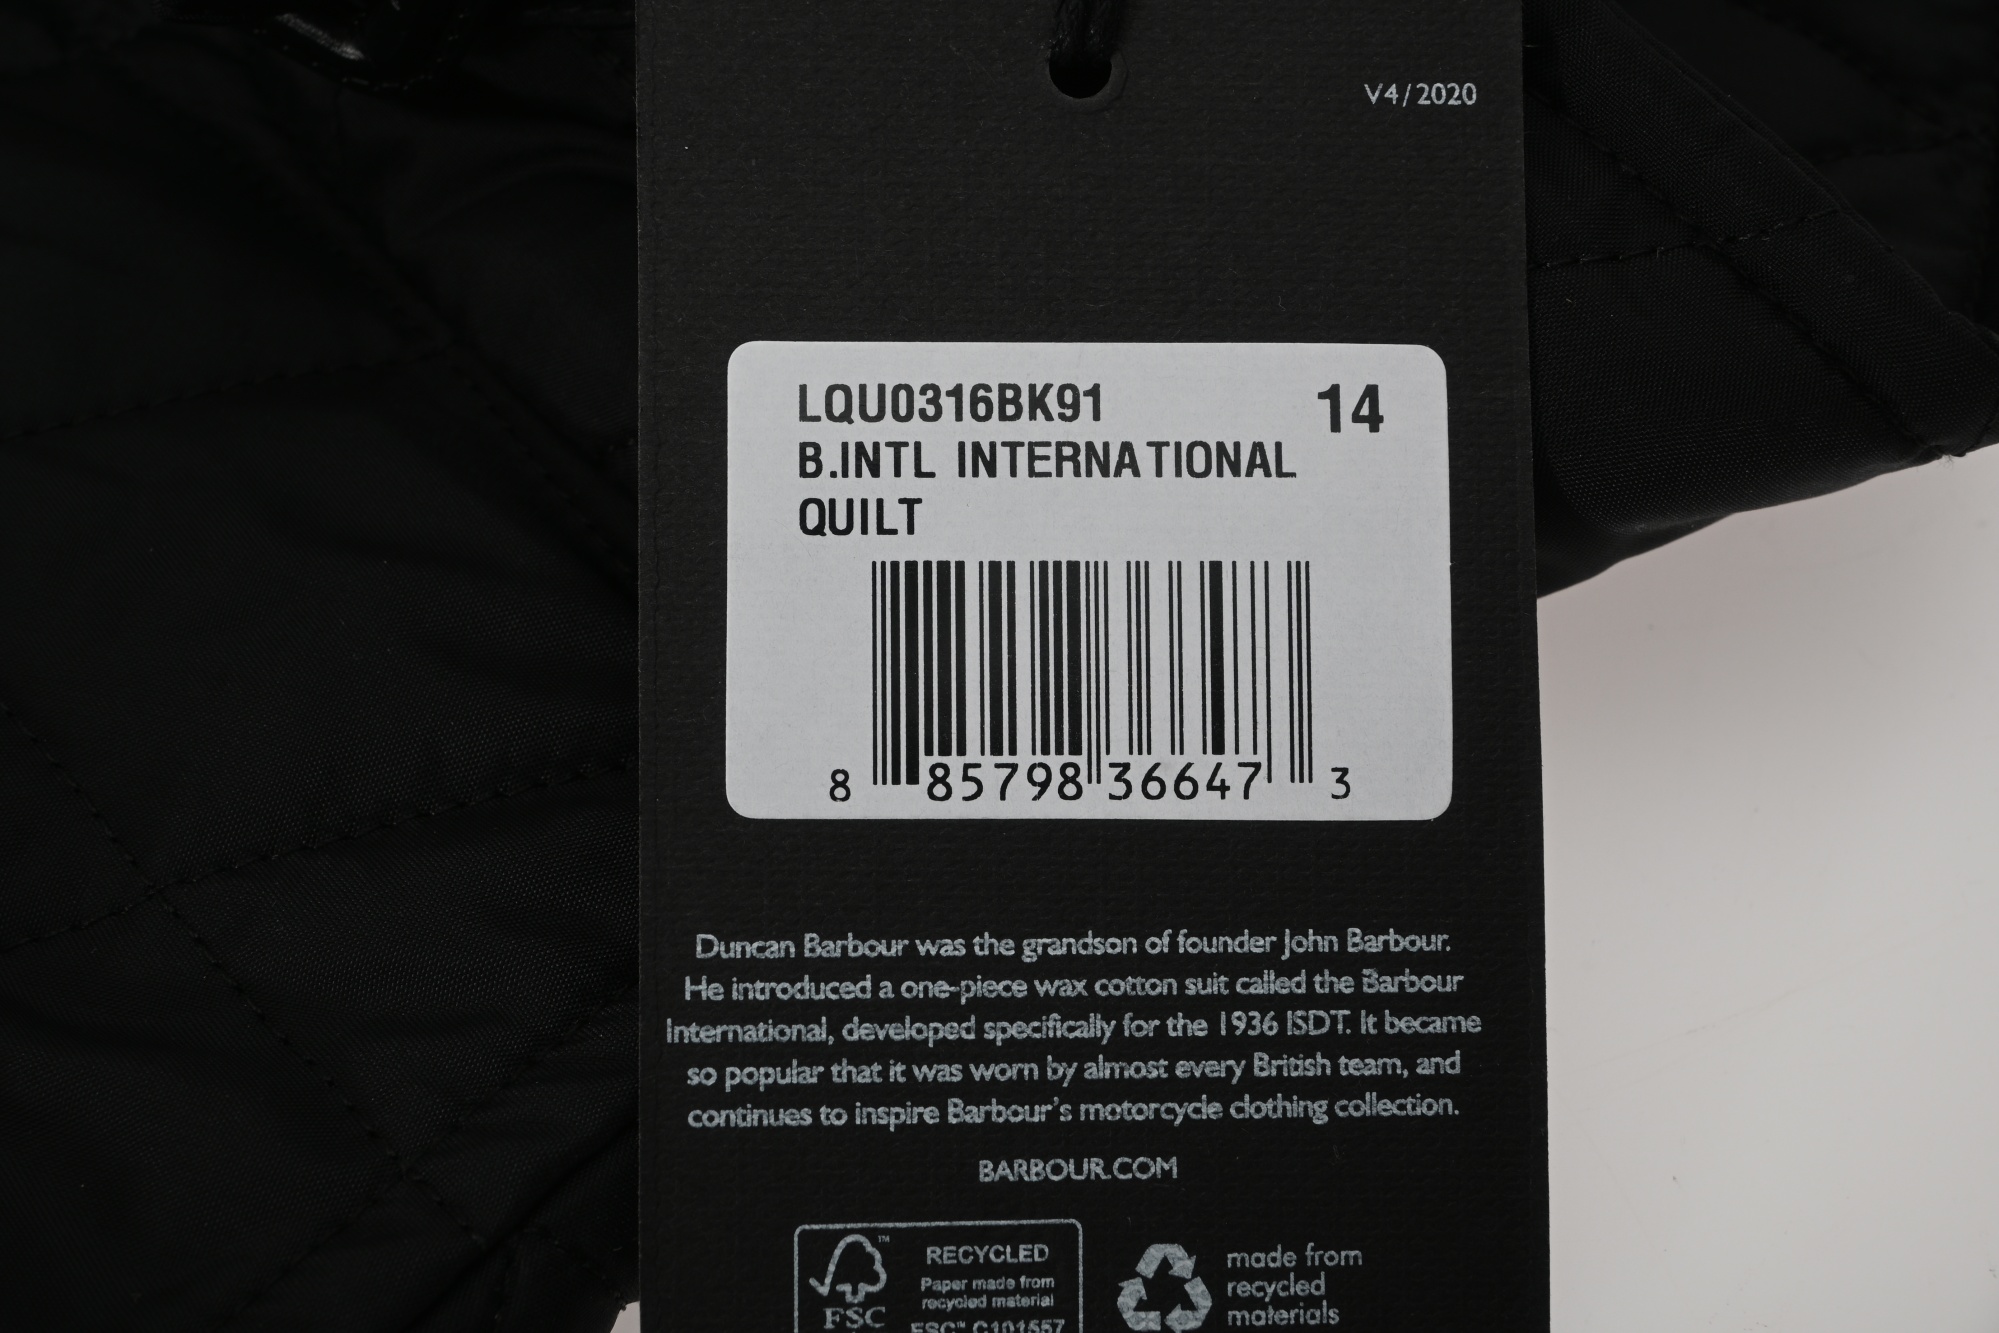 V4/2020
LQU0316BK91 14
B.INTL INTERNATIONAL
QUILT
8 85798 36647 3
Duncan Barbour was the grandson of founder John Barbour.
He introduced a one-piece wax cotton suit called the Barbour
International, developed specifically for the 1936 ISDT. It became
so popular that it was worn by almost every British team, and
continues to inspire Barbour's motorcycle clothing collection.
BARBOUR.COM
FSC
™
RECYCLED
Paper made from
recycled material
FSC™ C101557
made from
recycled
materials